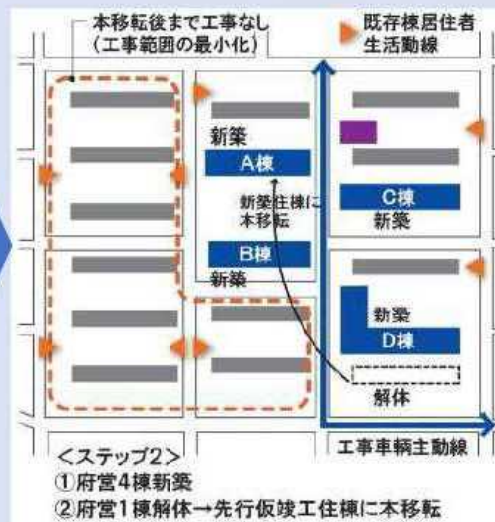 本移転後まで工事なし
(工事範囲の最小化)
既存棟居住者
生活動線
新築
A棟
新築住棟に
本移転
B棟
新築
C棟
新築
新築
D棟
解体
工事車輌主動線
<ステップ2>
①府営4棟新築
②府営1棟解体→先行仮竣工住棟に本移転